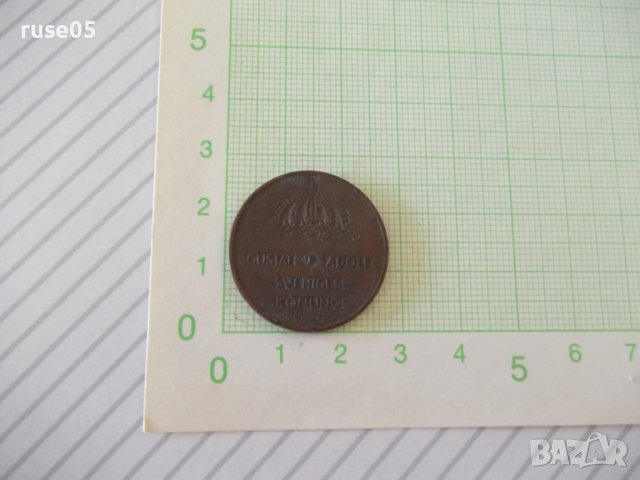 ruse05
5
4
3
2
1
0
GUSTAF VI ADOLF
SVERIGES
KONUNG
0 1 2 3 4 5 6 7
BAZAR